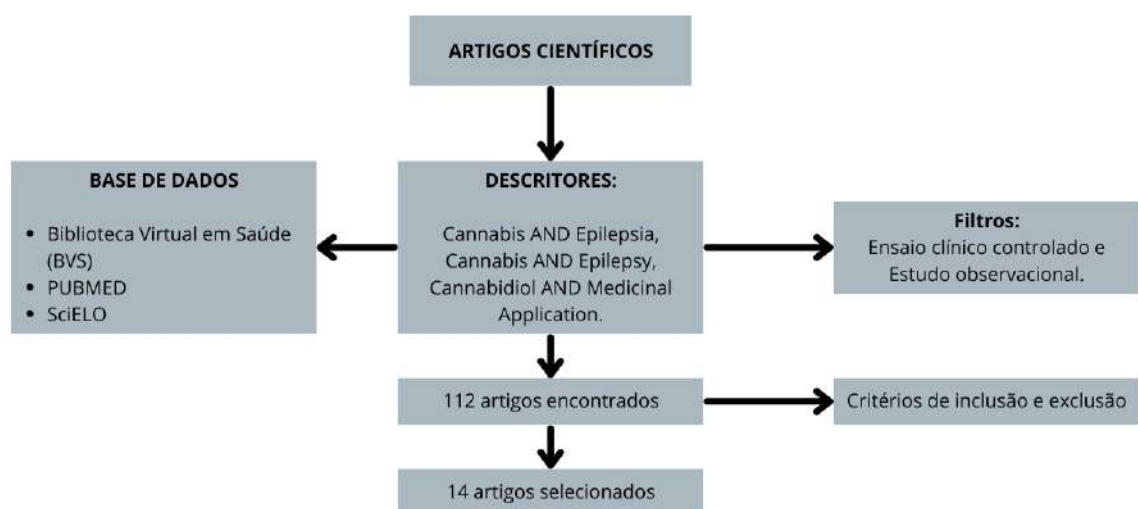 ARTIGOS CIENTÍFICOS
BASE DE DADOS
• Biblioteca Virtual em Saúde
(BVS)
• PUBMED
• SciELO
DESCRITORES:
Cannabis AND Epilepsia,
Cannabis AND Epilepsy,
Cannabidiol AND Medicinal
Application.
Filtros:
Ensaio clínico controlado e
Estudo observacional.
112 artigos encontrados
Critérios de inclusão e exclusão
14 artigos selecionados